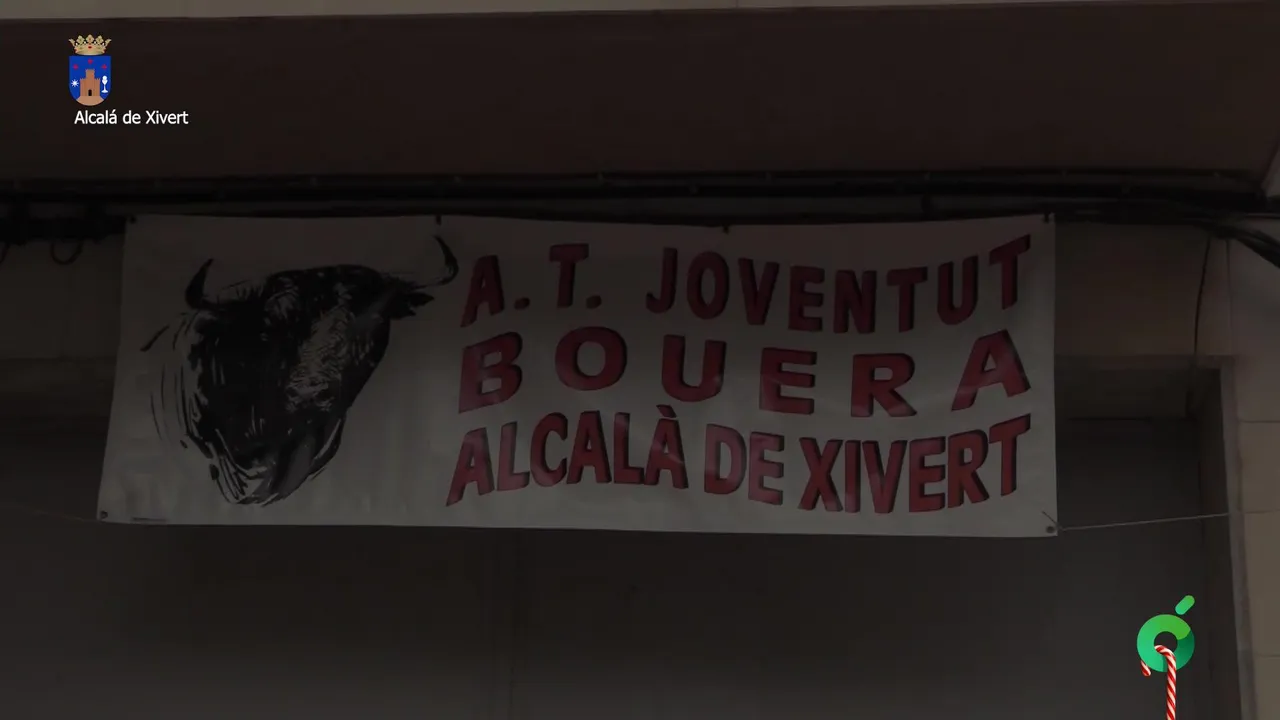 Alcalá de Xivert
A.T. JOVENTUT
BOUERA
ALCALÀ DE XIVERT